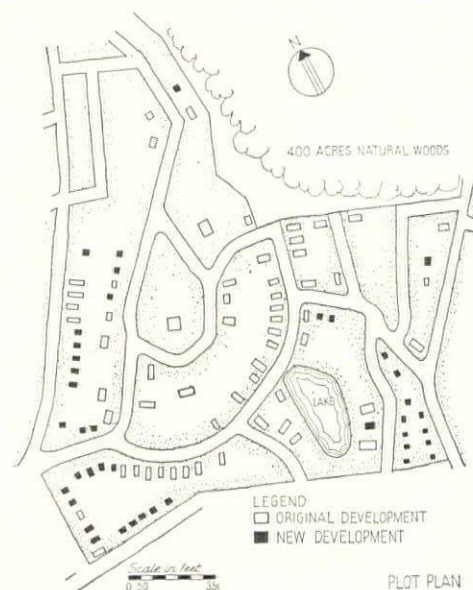 N
400 ACRES NATURAL WOODS
LAKE
LEGEND
ORIGINAL DEVELOPMENT
NEW DEVELOPMENT
Scale in feet
0 50
PLOT PLAN